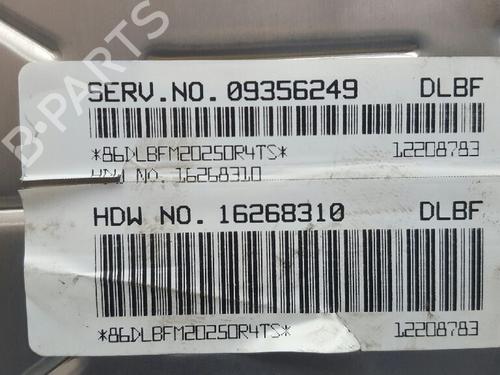 SERV.NO. 09356249 DLBF
*86DLBFM20250R4TS* 12208783
HDW NO. 16268310
HDW NO. 16268310 DLBF
*86DLBFM20250R4TS* 12208783
B-PARTS